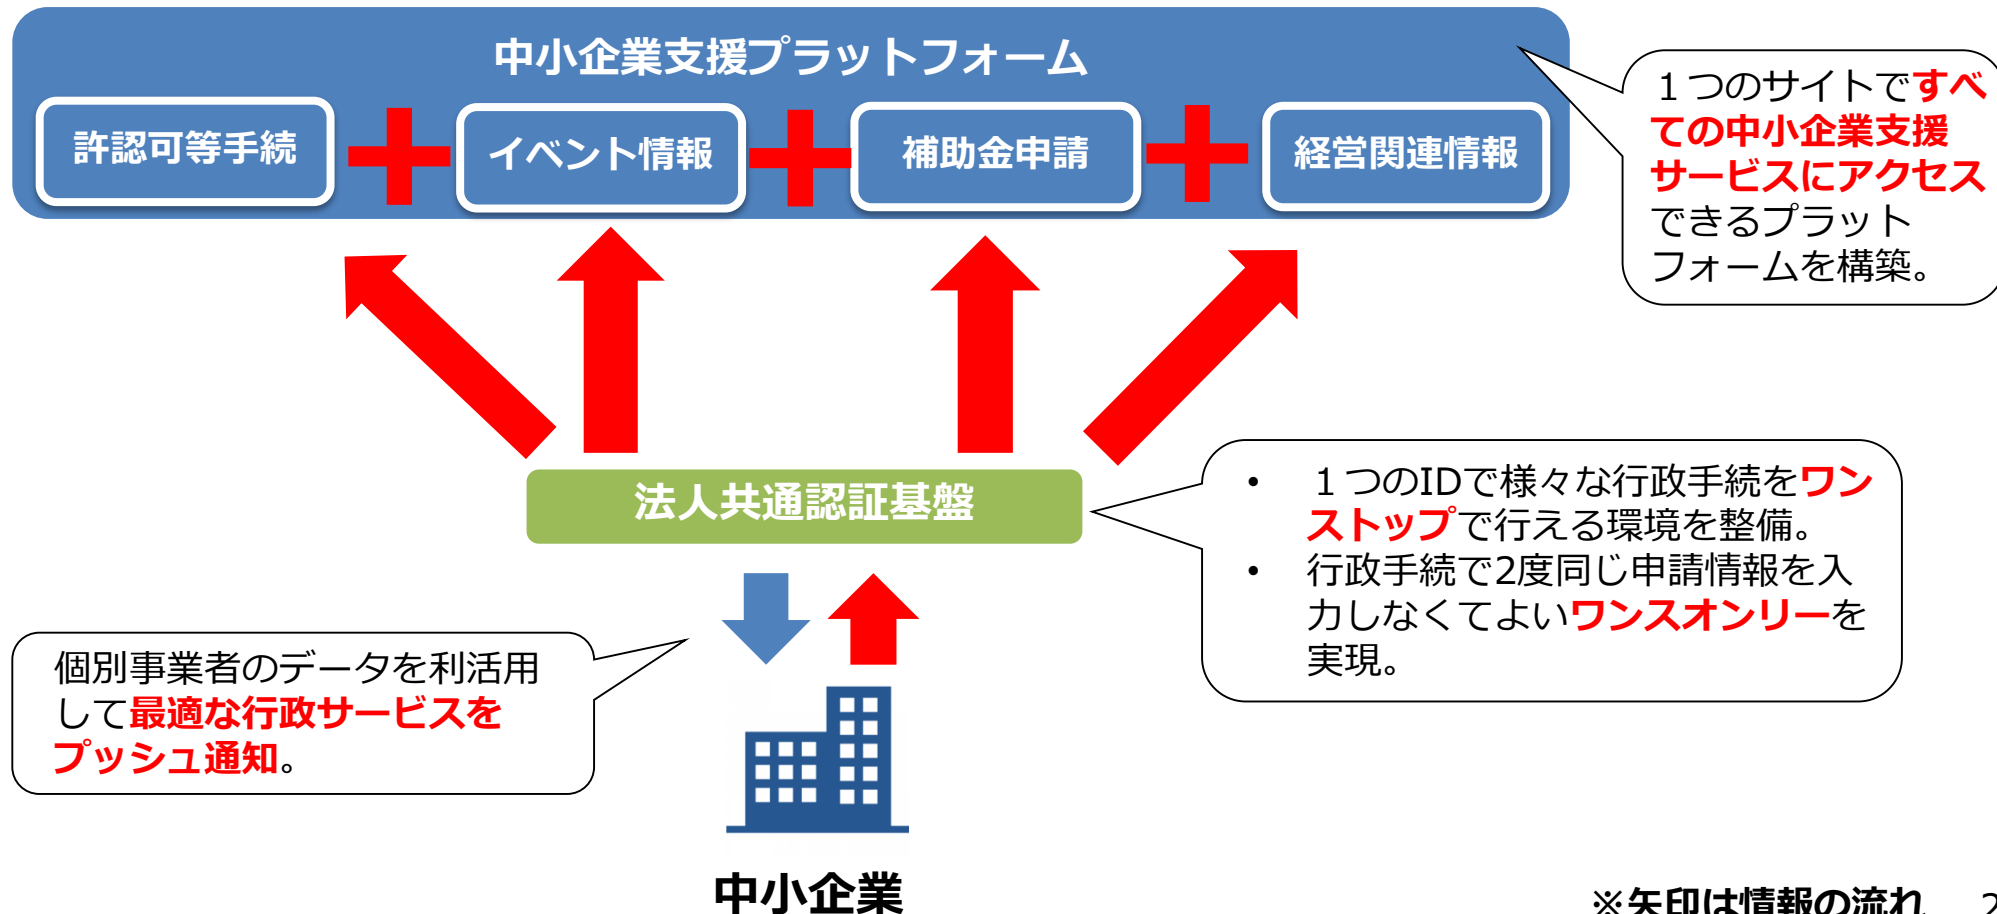 中小企業支援プラットフォーム
許認可等手続
イベント情報
補助金申請
経営関連情報
１つのサイトですべ
ての中小企業支援
サービスにアクセス
できるプラット
フォームを構築。
法人共通認証基盤
• １つのIDで様々な行政手続をワン
ストップで行える環境を整備。
• 行政手続で2度同じ申請情報を入
力しなくてよいワンスオンリーを
実現。
個別事業者のデータを利活用
して最適な行政サービスを
プッシュ通知。
中小企業
※矢印は情報の流れ
2